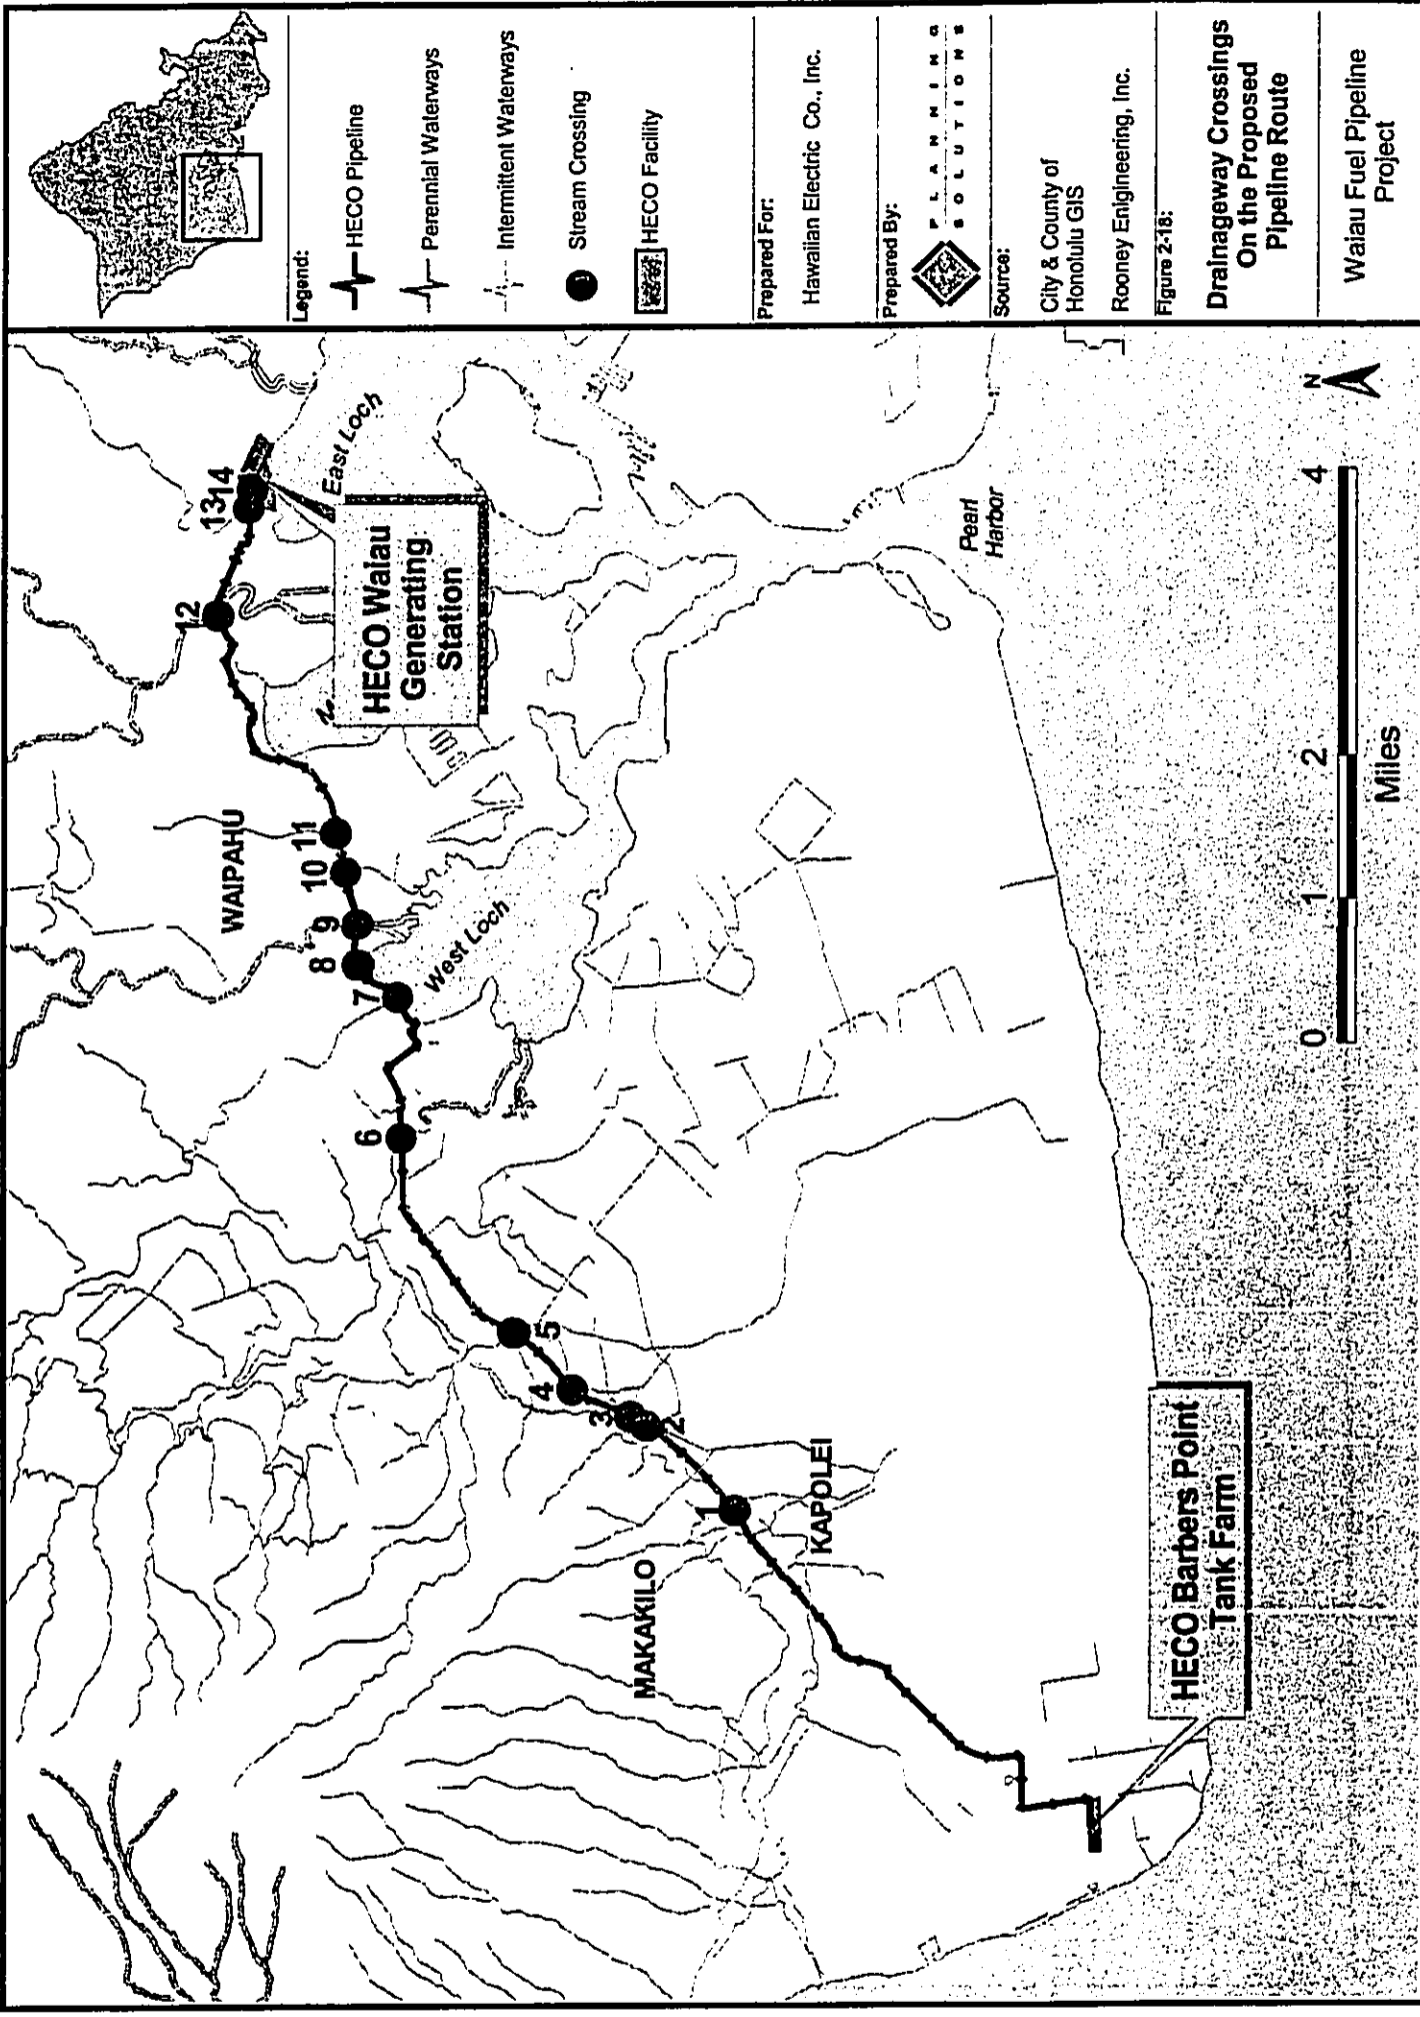 WAIPAHU
MAKAKILO
KAPOLEI
East Loch
West Loch
Pearl
Harbor
HECO Waiau
Generating
Station
HECO Barbers Point
Tank Farm
1
2
3
4
5
6
7
8
9
10
11
12
13
14
0
1
2
4
Miles
N
Legend:
HECO Pipeline
Perennial Waterways
Intermittent Waterways
Stream Crossing
HECO Facility
Prepared For:
Hawaiian Electric Co., Inc.
Prepared By:
PLANNING
SOLUTIONS
Source:
City & County of
Honolulu GIS
Rooney Enigineering, Inc.
Figure 2-18:
Drainageway Crossings
On the Proposed
Pipeline Route
Waiau Fuel Pipeline
Project